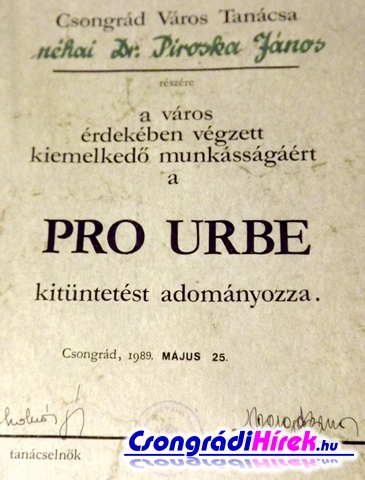 Csongrád Város Tanácsa
néhai Dr. Piroska János
részére
a város
érdekében végzett
kiemelkedő munkásságáért
a
PRO URBE
kitüntetést adományozza.
Csongrád, 1989. MÁJUS 25.
CsongrádiHírek.hu
tanácselnök